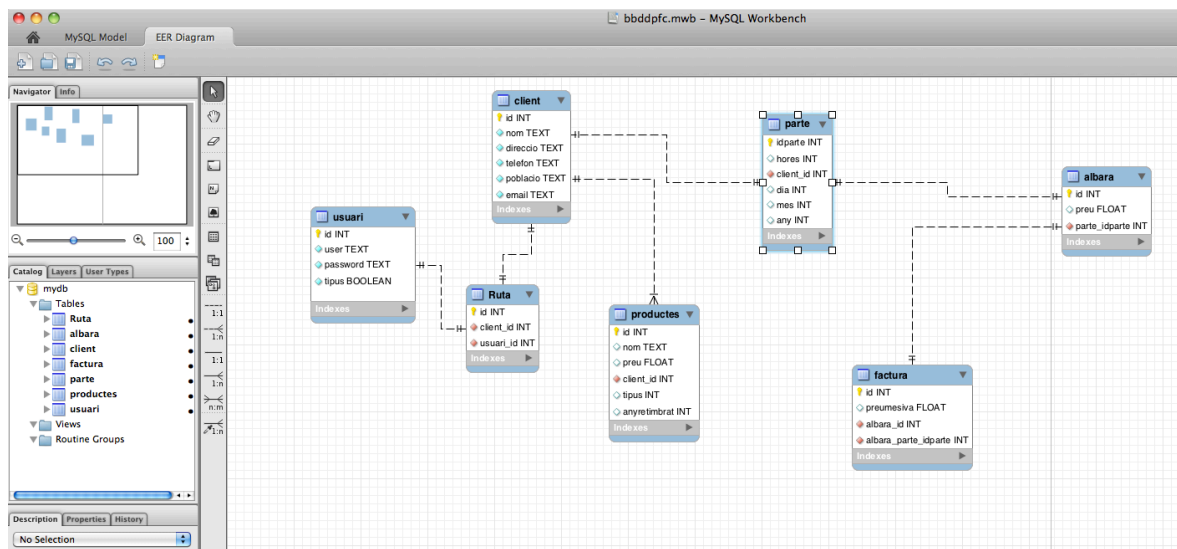 bbddpfc.mwb – MySQL Workbench
MySQL Model
EER Diagram
Navigator
Info
100
Catalog
Layers
User Types
mydb
Tables
Ruta
albara
client
factura
parte
productes
usuari
Views
Routine Groups
Description
Properties
History
No Selection
1:1
1:n
1:1
1:n
n:m
1:n
client
id INT
nom TEXT
direccio TEXT
telefon TEXT
poblacio TEXT
email TEXT
Indexes
parte
idparte INT
hores INT
client_id INT
dia INT
mes INT
any INT
Indexes
albara
id INT
preu FLOAT
parte_idparte INT
Indexes
usuari
id INT
user TEXT
password TEXT
tipus BOOLEAN
Indexes
Ruta
id INT
client_id INT
usuari_id INT
Indexes
productes
id INT
nom TEXT
preu FLOAT
client_id INT
tipus INT
anyretimbrat INT
Indexes
factura
id INT
preumesiva FLOAT
albara_id INT
albara_parte_idparte INT
Indexes